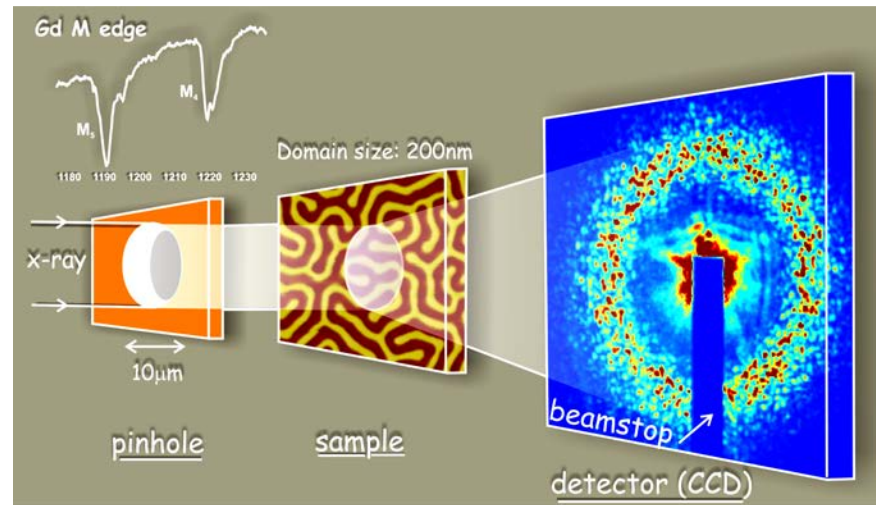 Gd M edge
M₅
M₄
1180 1190 1200 1210 1220 1230
Domain size: 200nm
x-ray
10μm
pinhole
sample
beamstop
detector (CCD)